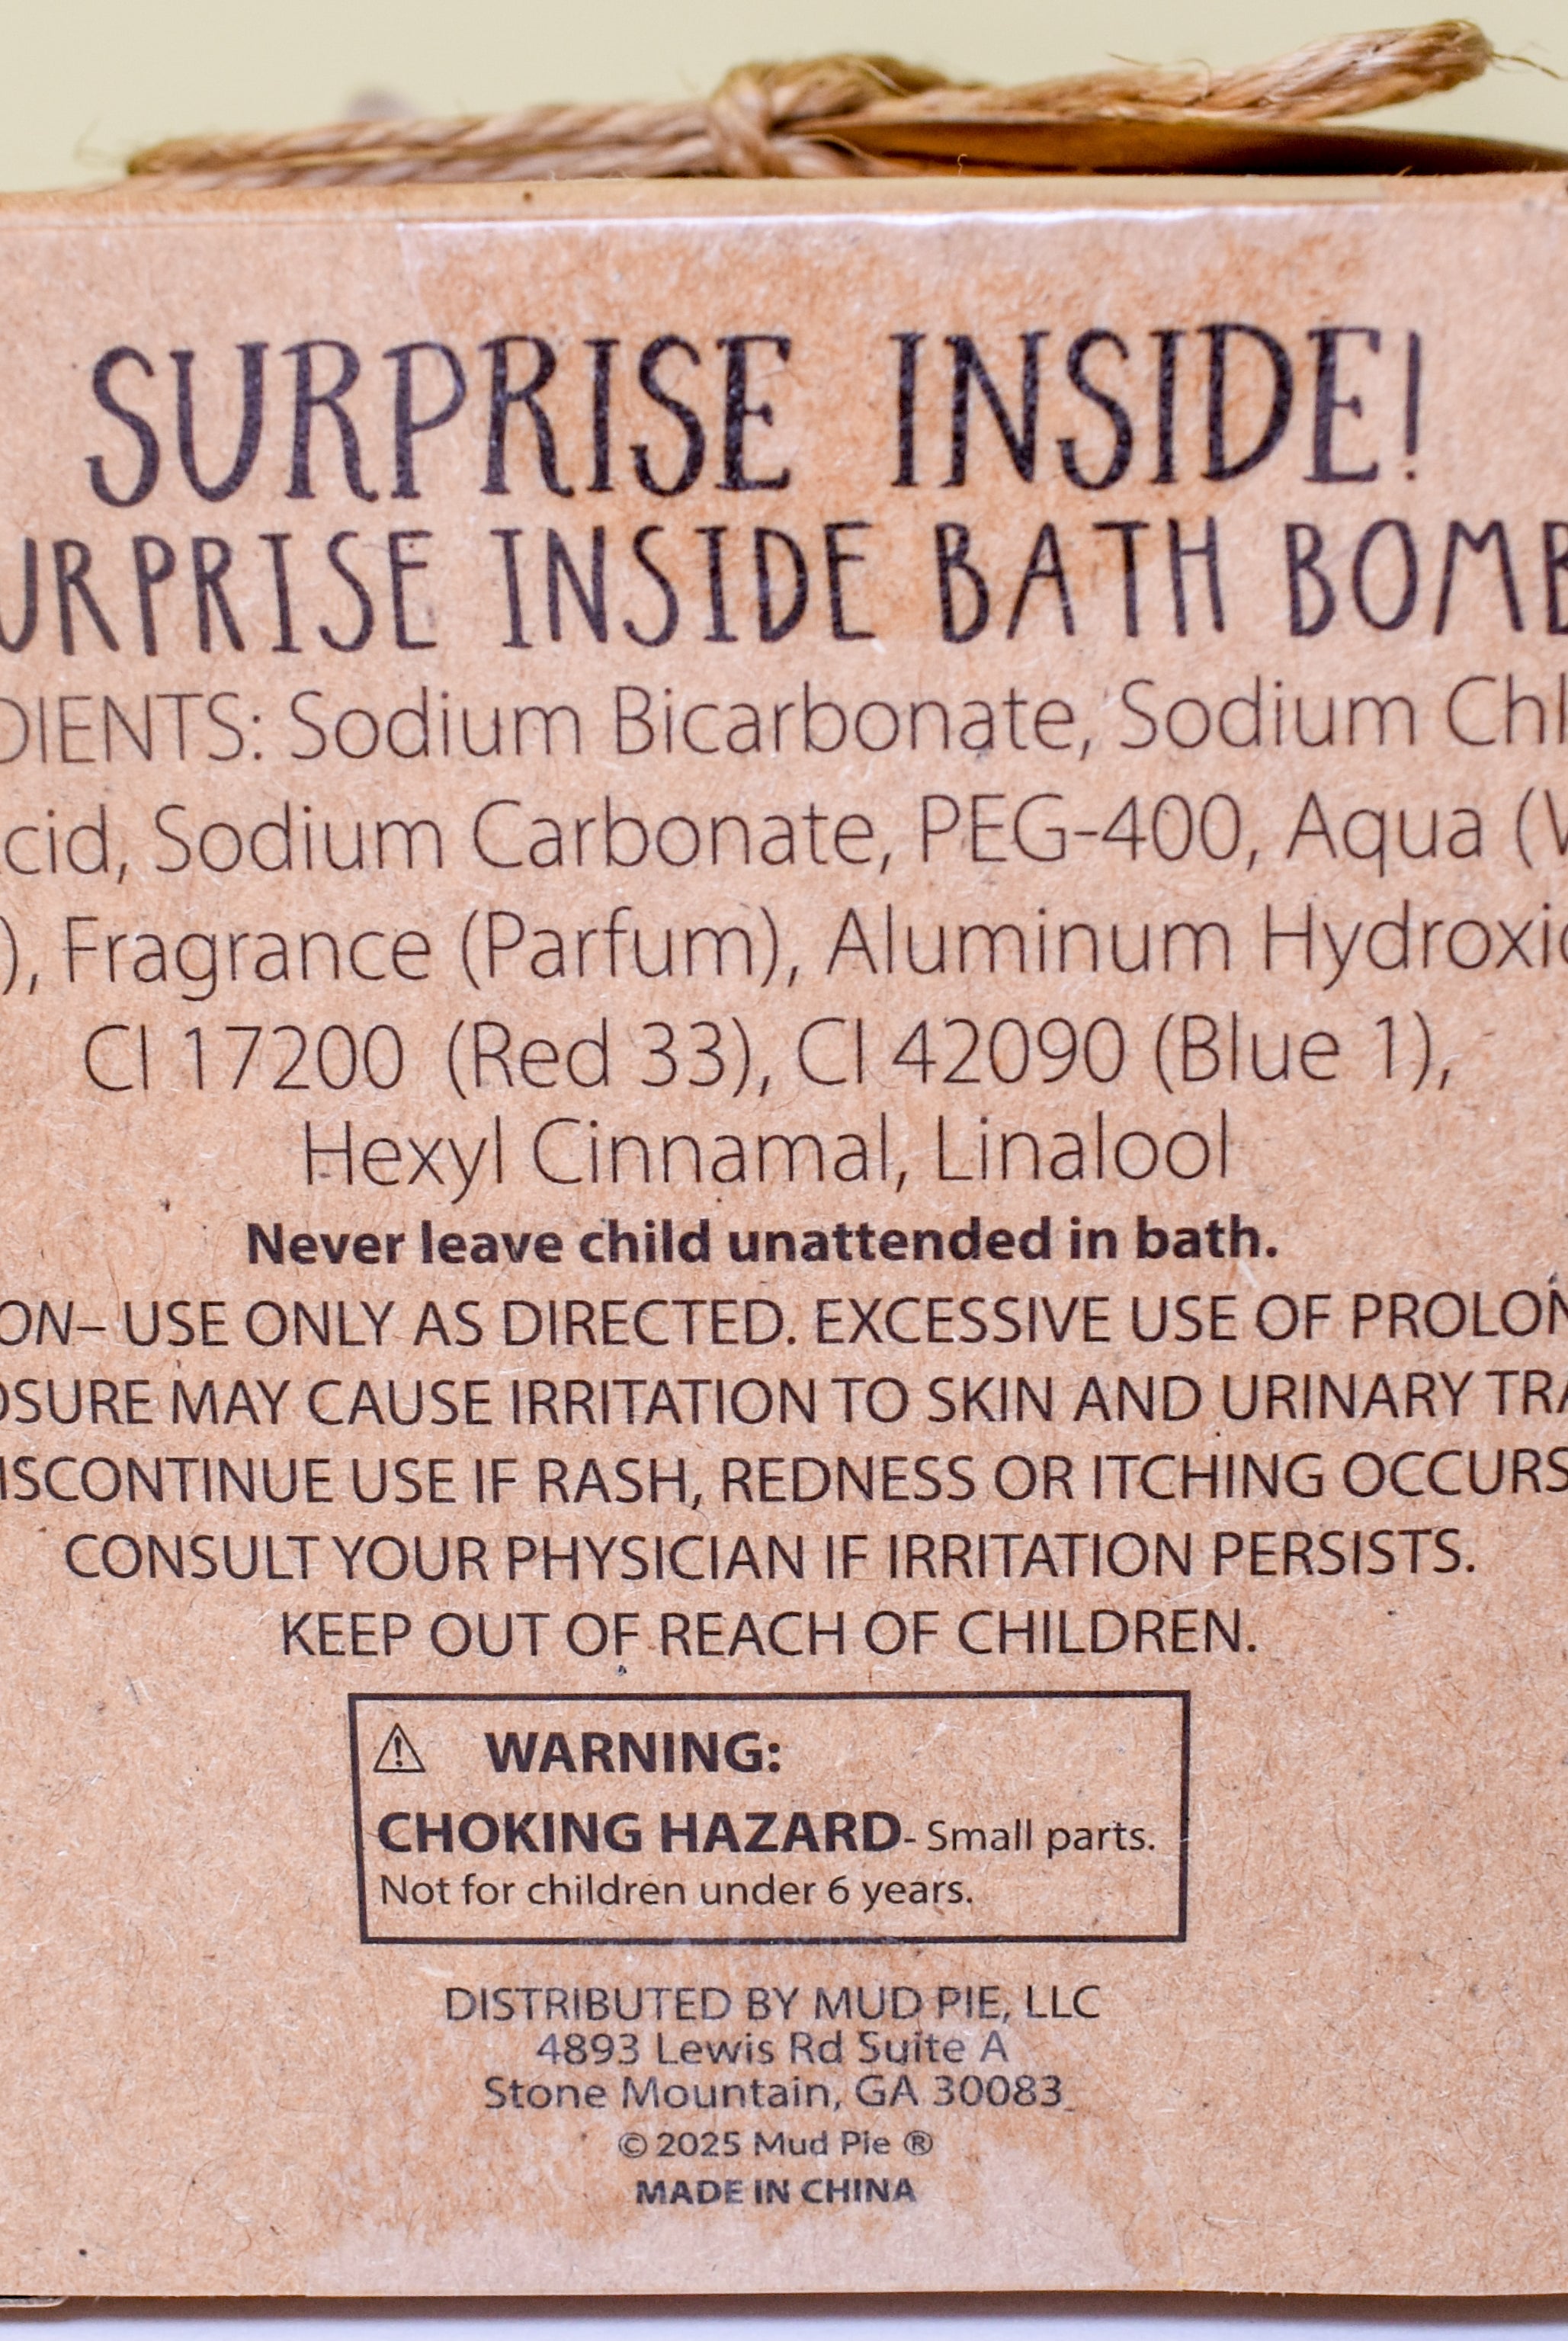 SURPRISE INSIDE!
URPRISE INSIDE BATH BOMB
DIENTS: Sodium Bicarbonate, Sodium Chl
cid, Sodium Carbonate, PEG-400, Aqua (
), Fragrance (Parfum), Aluminum Hydroxi
CI 17200 (Red 33), CI 42090 (Blue 1),
Hexyl Cinnamal, Linalool
Never leave child unattended in bath.
ON– USE ONLY AS DIRECTED. EXCESSIVE USE OF PROLON
OSURE MAY CAUSE IRRITATION TO SKIN AND URINARY TRA
ISCONTINUE USE IF RASH, REDNESS OR ITCHING OCCURS
CONSULT YOUR PHYSICIAN IF IRRITATION PERSISTS.
KEEP OUT OF REACH OF CHILDREN.
⚠ WARNING:
CHOKING HAZARD- Small parts.
Not for children under 6 years.
DISTRIBUTED BY MUD PIE, LLC
4893 Lewis Rd Suite A
Stone Mountain, GA 30083
© 2025 Mud Pie ®
MADE IN CHINA